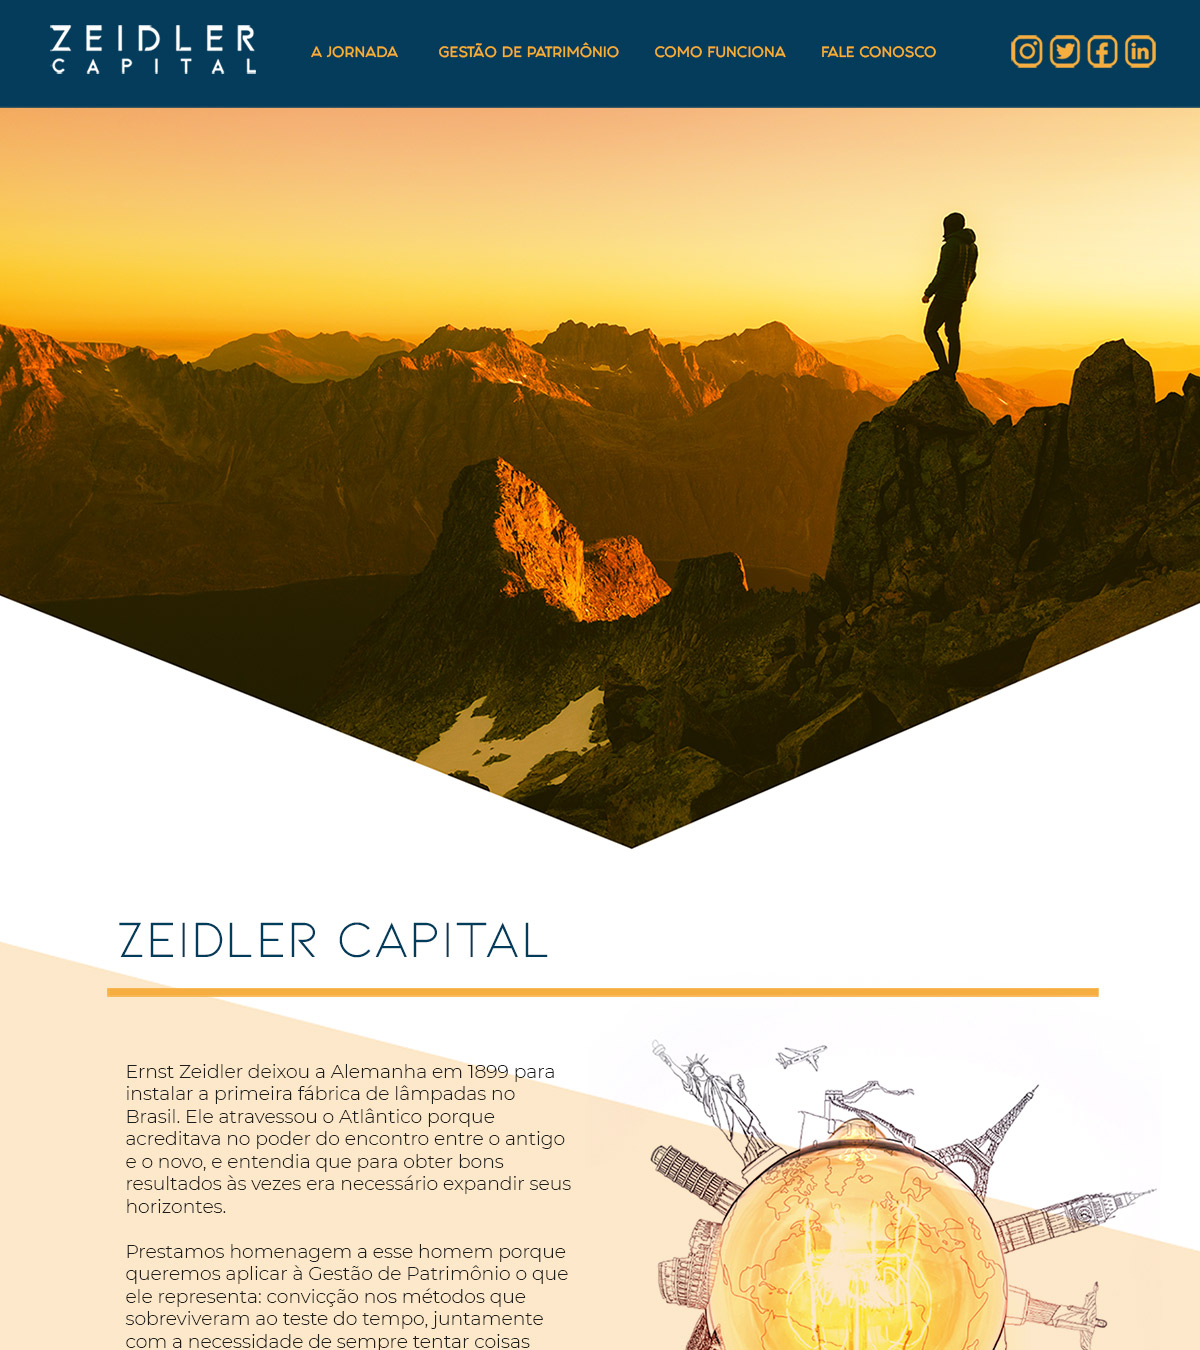 ZEIDLER
CAPITAL
A JORNADA
GESTÃO DE PATRIMÔNIO
COMO FUNCIONA
FALE CONOSCO
ZEIDLER CAPITAL
Ernst Zeidler deixou a Alemanha em 1899 para
instalar a primeira fábrica de lâmpadas no
Brasil. Ele atravessou o Atlântico porque
acreditava no poder do encontro entre o antigo
e o novo, e entendia que para obter bons
resultados às vezes era necessário expandir seus
horizontes.
Prestamos homenagem a esse homem porque
queremos aplicar à Gestão de Patrimônio o que
ele representa: convicção nos métodos que
sobreviveram ao teste do tempo, juntamente
com a necessidade de sempre tentar coisas